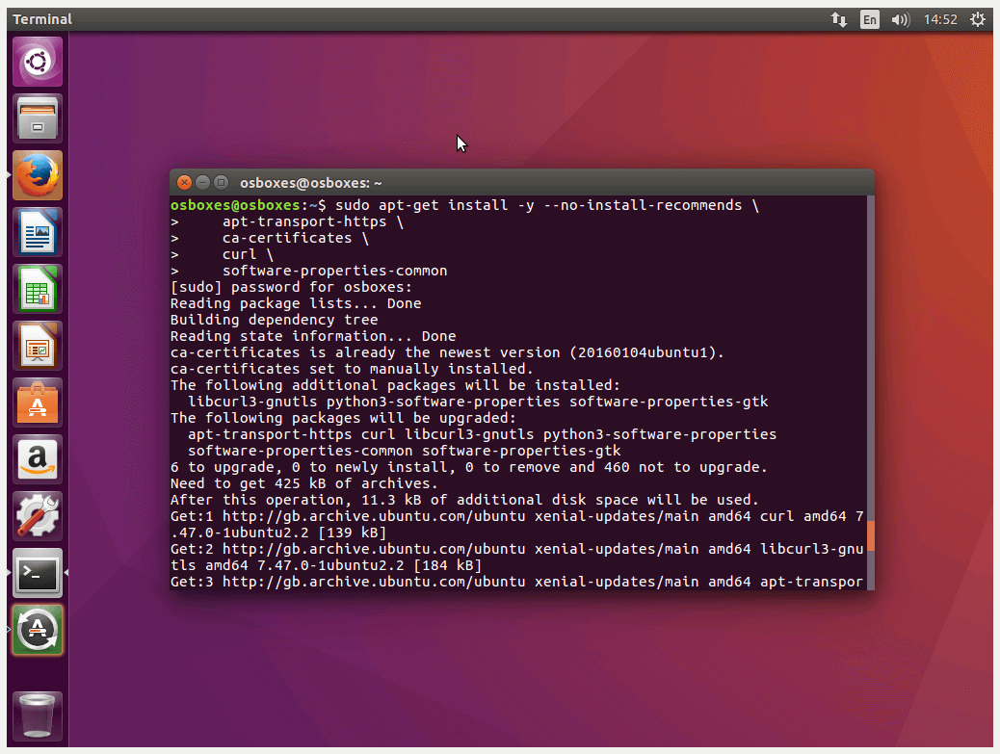 Terminal
En
14:52
osboxes@osboxes: ~
osboxes@osboxes:~$ sudo apt-get install -y --no-install-recommends \
>     apt-transport-https \
>     ca-certificates \
>     curl \
>     software-properties-common
[sudo] password for osboxes:
Reading package lists... Done
Building dependency tree
Reading state information... Done
ca-certificates is already the newest version (20160104ubuntu1).
ca-certificates set to manually installed.
The following additional packages will be installed:
  libcurl3-gnutls python3-software-properties software-properties-gtk
The following packages will be upgraded:
  apt-transport-https curl libcurl3-gnutls python3-software-properties
  software-properties-common software-properties-gtk
6 to upgrade, 0 to newly install, 0 to remove and 460 not to upgrade.
Need to get 425 kB of archives.
After this operation, 11.3 kB of additional disk space will be used.
Get:1 http://gb.archive.ubuntu.com/ubuntu xenial-updates/main amd64 curl amd64 7
.47.0-1ubuntu2.2 [139 kB]
Get:2 http://gb.archive.ubuntu.com/ubuntu xenial-updates/main amd64 libcurl3-gnu
tls amd64 7.47.0-1ubuntu2.2 [184 kB]
Get:3 http://gb.archive.ubuntu.com/ubuntu xenial-updates/main amd64 apt-transpor
a
>_